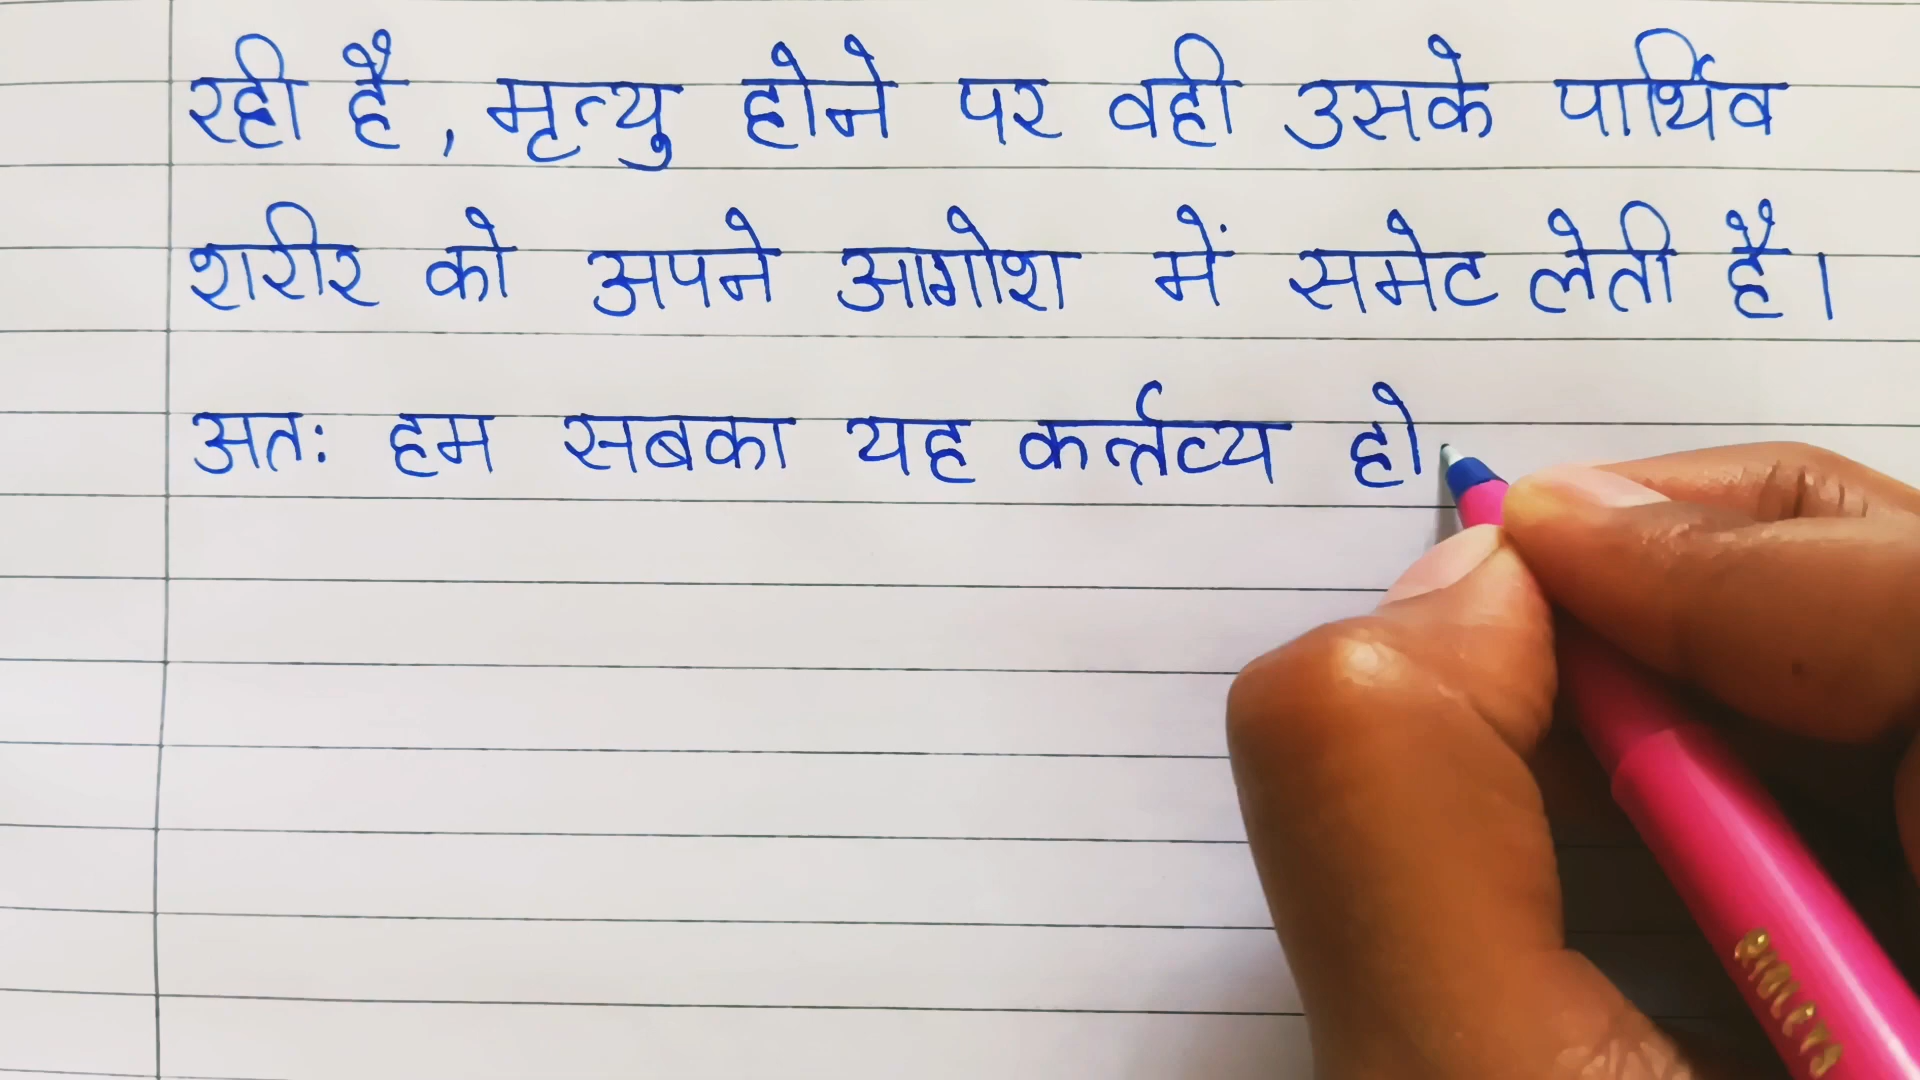 रही है, मृत्यु होने पर वही उसके पार्थिव
शरीर को अपने आगोश में समेट लेती है।
अतः हम सबका यह कर्त्तव्य हो